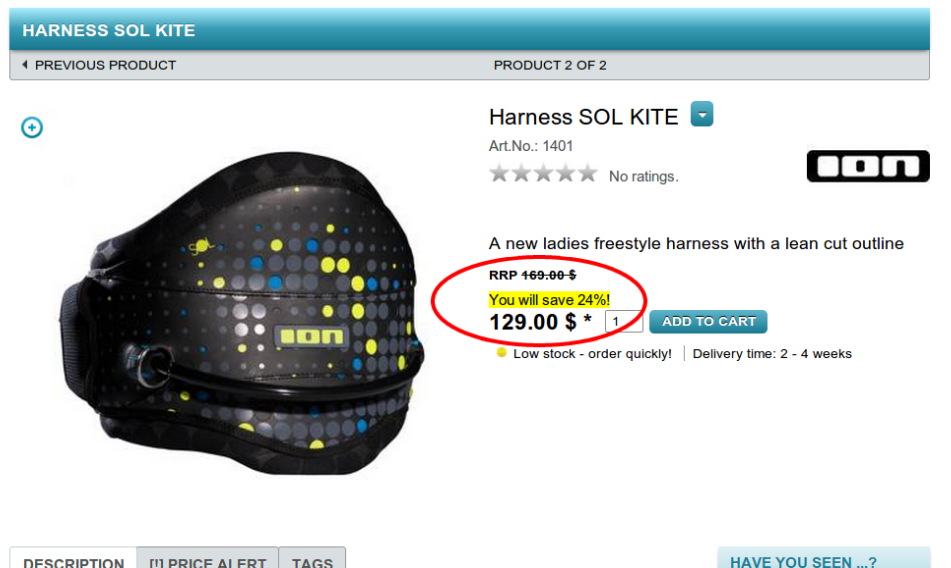 HARNESS SOL KITE
PREVIOUS PRODUCT
PRODUCT 2 OF 2
Harness SOL KITE
Art.No.: 1401
No ratings.
ion
A new ladies freestyle harness with a lean cut outline
RRP 169.00 $
You will save 24%!
129.00 $ *
1
ADD TO CART
Low stock - order quickly!
Delivery time: 2 - 4 weeks
ion
DESCRIPTION
[!] PRICE ALERT
TAGS
HAVE YOU SEEN ...?